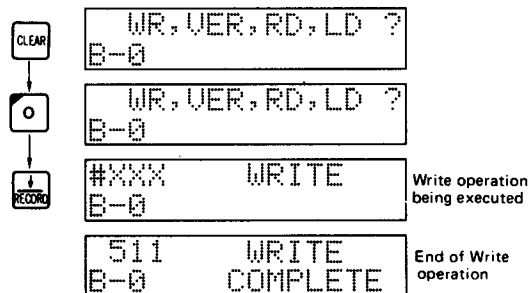 CLEAR
WR,VER,RD,LD ?
B-0
0
WR,VER,RD,LD ?
B-0
RECORD
#XXX WRITE
B-0
Write operation
being executed
511 WRITE
B-0 COMPLETE
End of Write
operation